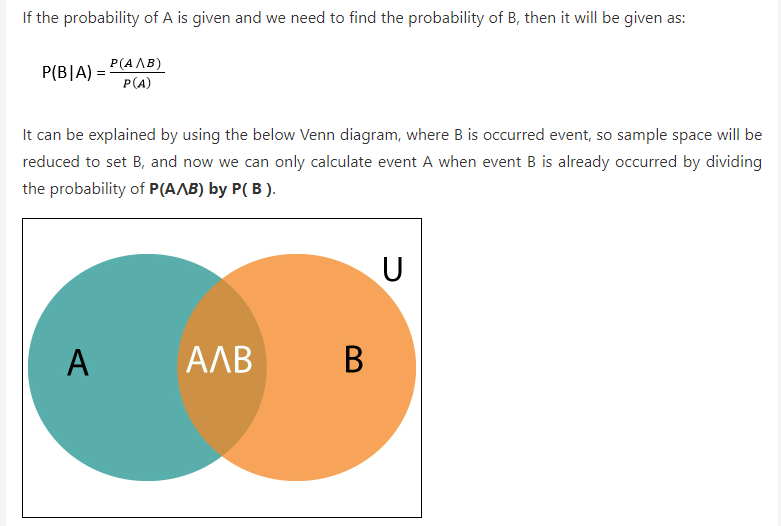 If the probability of A is given and we need to find the probability of B, then it will be given as:
P(B|A) = P(A⋀B)
P(A)
It can be explained by using the below Venn diagram, where B is occurred event, so sample space will be
reduced to set B, and now we can only calculate event A when event B is already occurred by dividing
the probability of P(A⋀B) by P( B ).
U
A A⋀B B